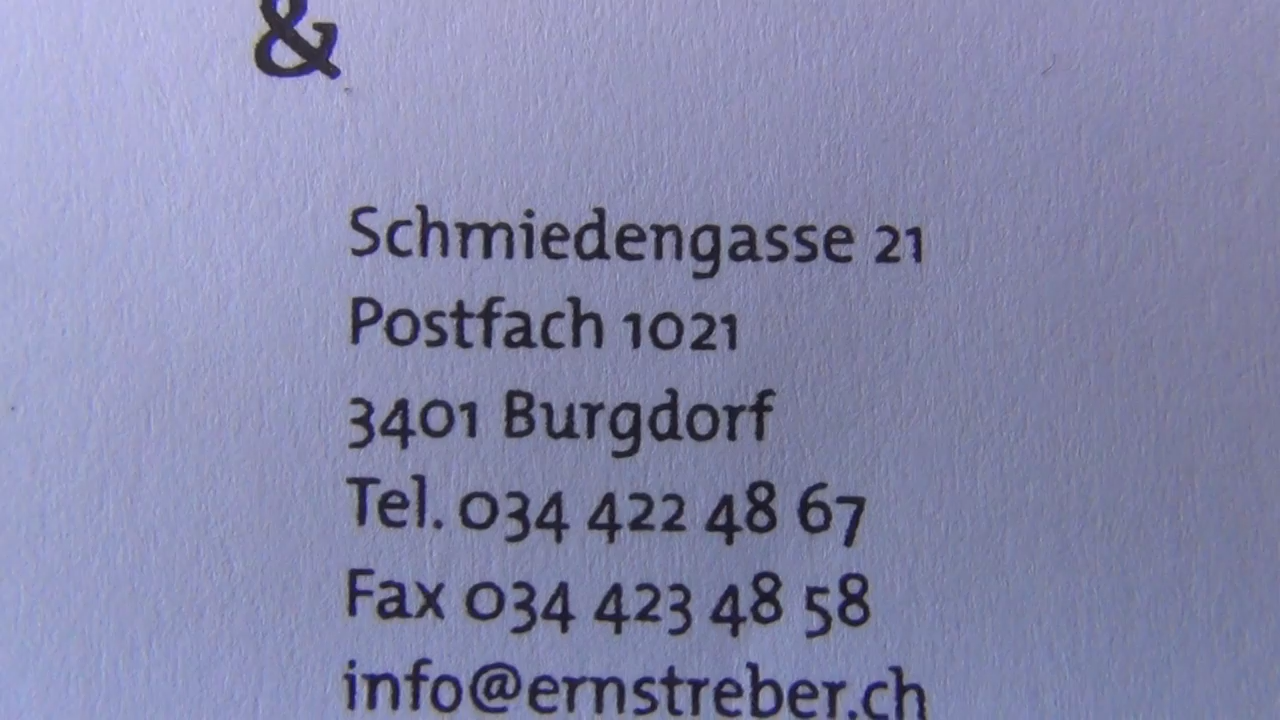 &
Schmiedengasse 21
Postfach 1021
3401 Burgdorf
Tel. 034 422 48 67
Fax 034 423 48 58
info@ernstreber.ch